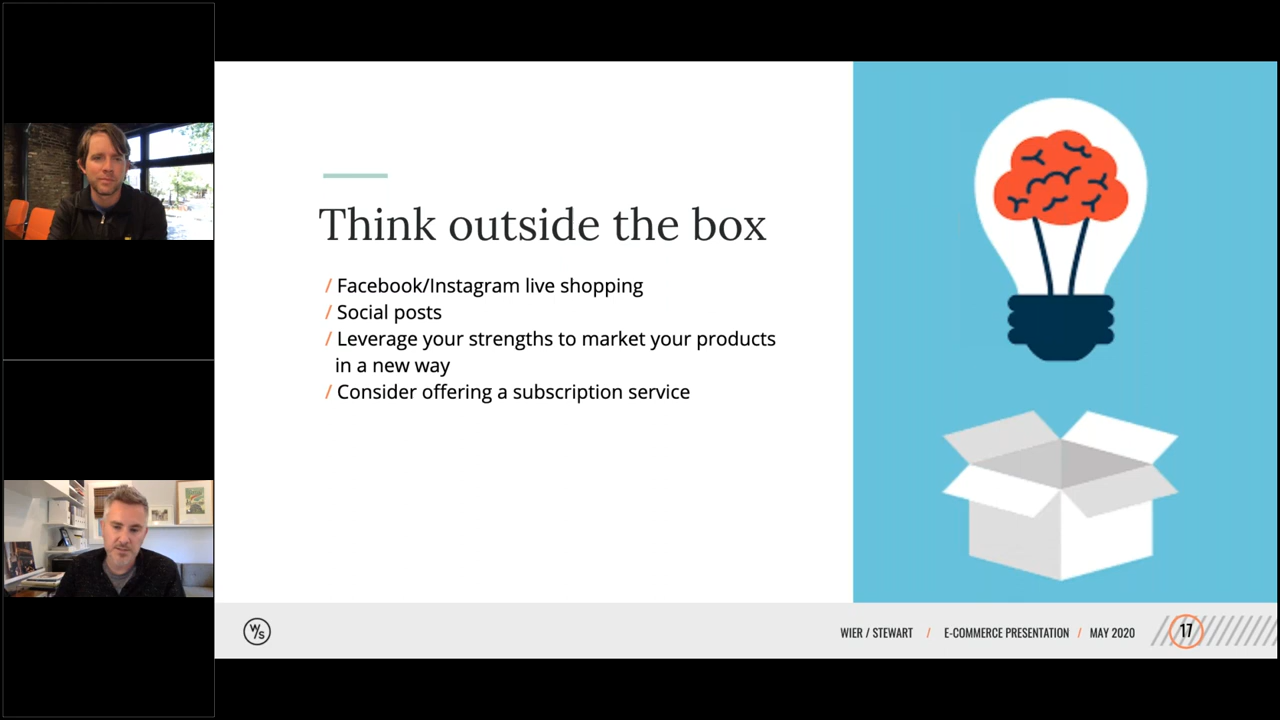 Think outside the box
/ Facebook/Instagram live shopping
/ Social posts
/ Leverage your strengths to market your products
in a new way
/ Consider offering a subscription service
W/S
WIER / STEWART / E-COMMERCE PRESENTATION / MAY 2020
17